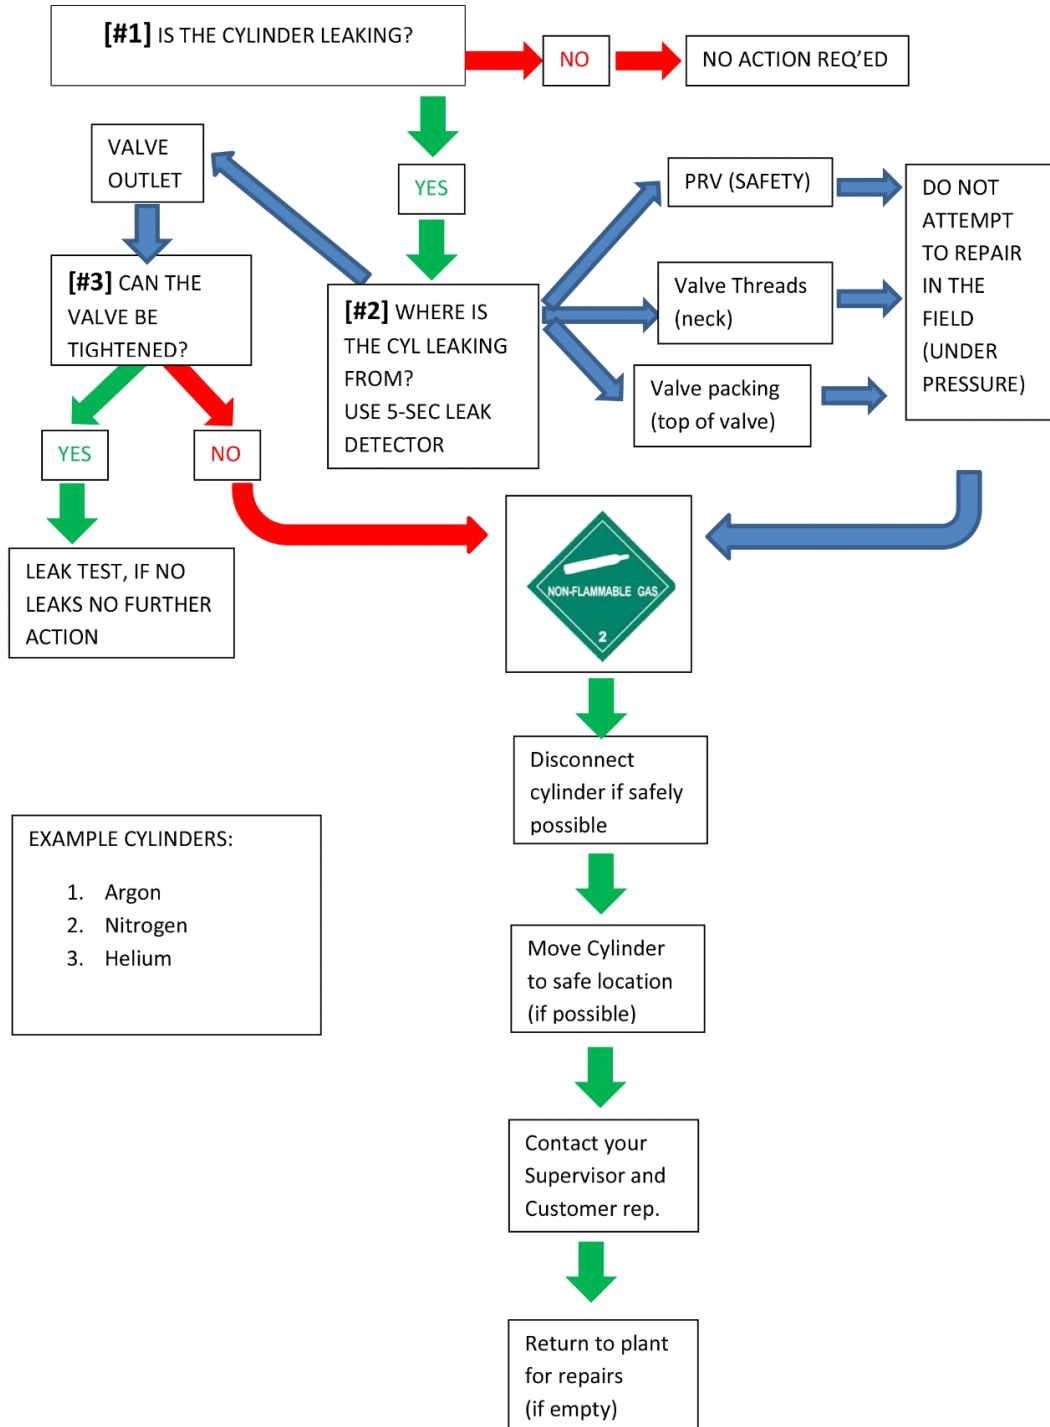 [#1] IS THE CYLINDER LEAKING?
NO
NO ACTION REQ’ED
YES
VALVE
OUTLET
PRV (SAFETY)
DO NOT
ATTEMPT
TO REPAIR
IN THE
FIELD
(UNDER
PRESSURE)
[#3] CAN THE
VALVE BE
TIGHTENED?
[#2] WHERE IS
THE CYL LEAKING
FROM?
USE 5-SEC LEAK
DETECTOR
Valve Threads
(neck)
Valve packing
(top of valve)
YES
NO
LEAK TEST, IF NO
LEAKS NO FURTHER
ACTION
NON-FLAMMABLE GAS
2
Disconnect
cylinder if safely
possible
EXAMPLE CYLINDERS:
1. Argon
2. Nitrogen
3. Helium
Move Cylinder
to safe location
(if possible)
Contact your
Supervisor and
Customer rep.
Return to plant
for repairs
(if empty)